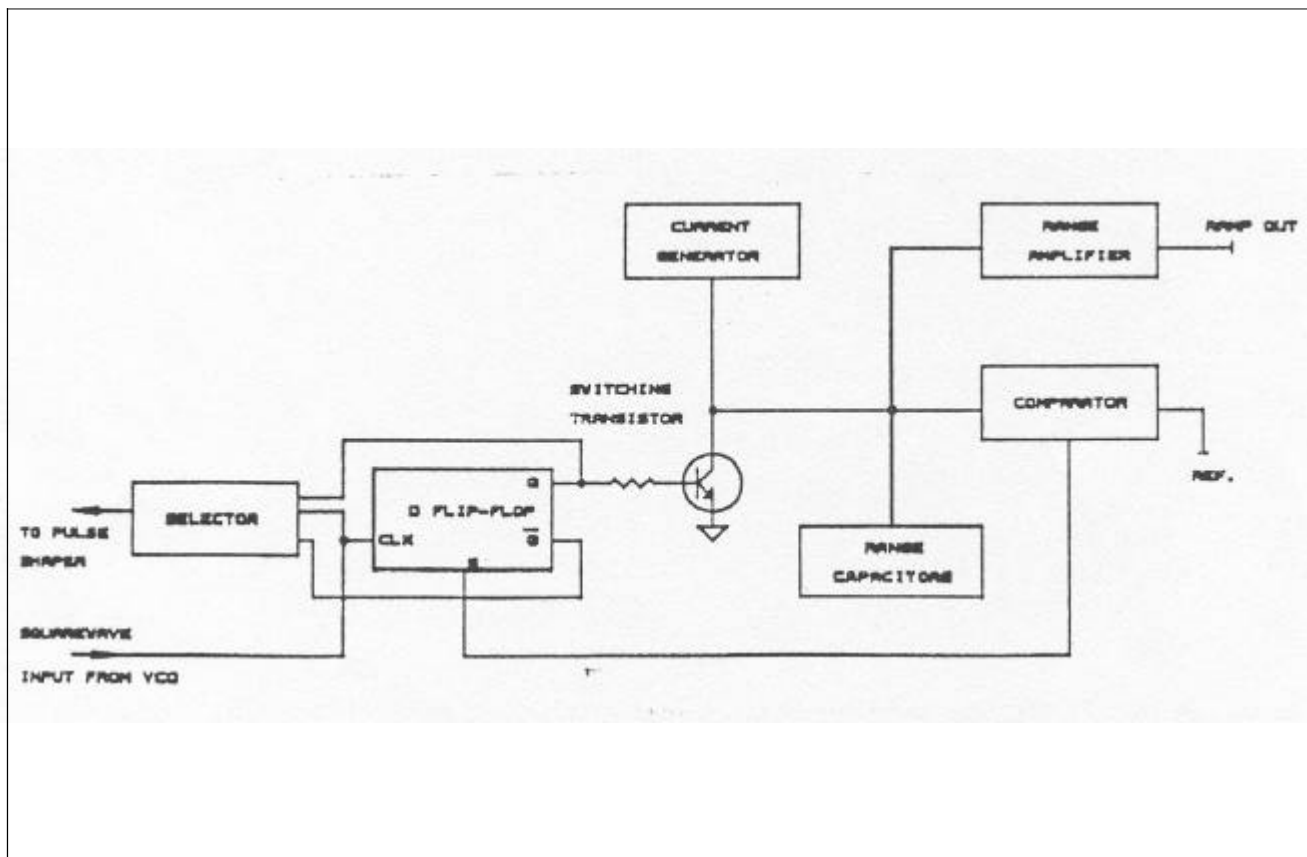 CURRENT
GENERATOR
RANGE
AMPLIFIER
RAMP OUT
SWITCHING
TRANSISTOR
COMPARATOR
REF.
SELECTOR
TO PULSE
SHAPER
D FLIP-FLOP
Q
CLK
Q
RANGE
CAPACITORS
SQUAREWAVE
INPUT FROM VCO